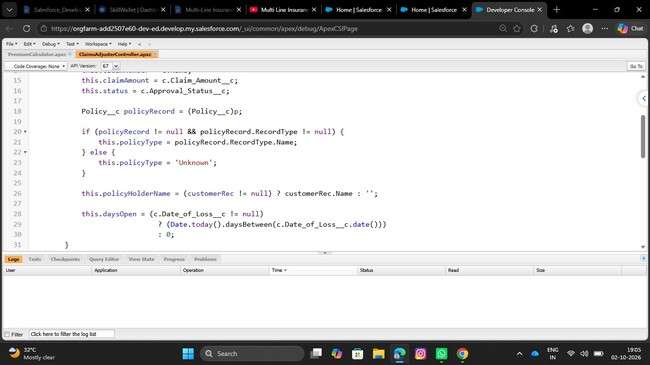 Salesforce_Develo
SkillWallet | Dashb
Multi-Line Insuran
Multi Line Insuran
Home | Salesforce
Home | Salesforce
Developer Console
https://orgfarm-add2507e60-dev-ed.develop.my.salesforce.com/_ui/common/apex/debug/ApexCSIPage
Chat
File Edit Debug Test Workspace Help < >
PremiumCalculator.apxc ClaimsAdjusterController.apxc
Code Coverage: None API Version: 67 Go To
15 this.claimAmount = c.Claim_Amount__c;
16 this.status = c.Approval_Status__c;
17
18 Policy__c policyRecord = (Policy__c)p;
19
20 if (policyRecord != null && policyRecord.RecordType != null) {
21 this.policyType = policyRecord.RecordType.Name;
22 } else {
23 this.policyType = 'Unknown';
24 }
25
26 this.policyHolderName = (customerRec != null) ? customerRec.Name : '';
27
28 this.daysOpen = (c.Date_of_Loss__c != null)
29 ? (Date.today().daysBetween(c.Date_of_Loss__c.date()))
30 : 0;
31 }
Logs Tests Checkpoints Query Editor View State Progress Problems
User Application Operation Time Status Read Size
Filter Click here to filter the log list
32°C
Mostly clear
Search
ENG
IN
19:05
02-10-2026